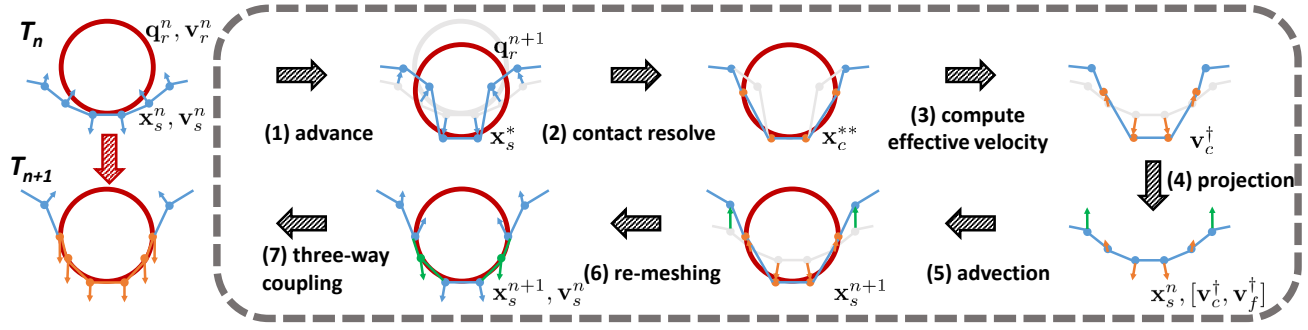 T_n
q_r^n, v_r^n
x_s^n, v_s^n
T_{n+1}
(1) advance
q_r^{n+1}
x_s^*
(2) contact resolve
x_c^{**}
(3) compute
effective velocity
v_c^†
(4) projection
x_s^n, [v_c^†, v_f^†]
(5) advection
x_s^{n+1}
(6) re-meshing
x_s^{n+1}, v_s^n
(7) three-way
coupling